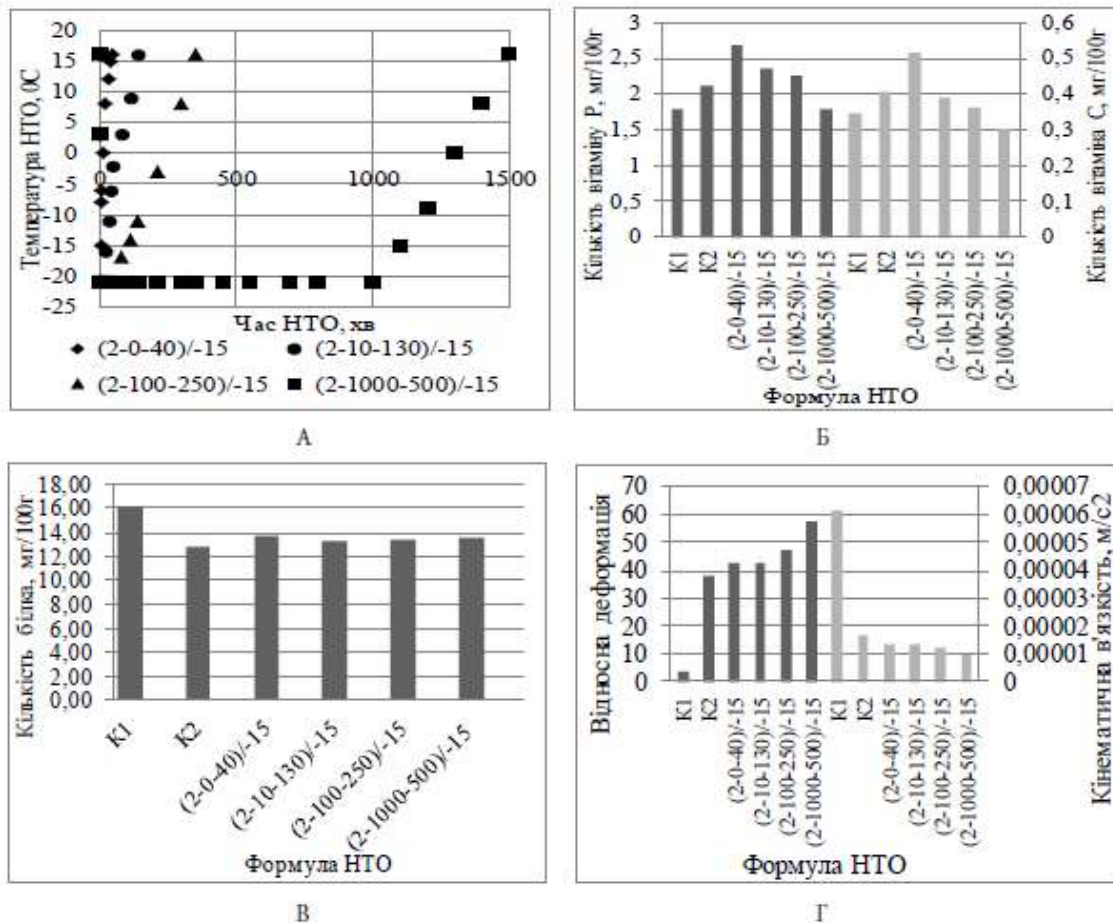 Температура НТО, 0С
20
15
10
5
0
-5
-10
-15
-20
-25
0 500 1000 1500
Час НТО, хв
(2-0-40)/-15
(2-10-130)/-15
(2-100-250)/-15
(2-1000-500)/-15
А
Кількість вітаміну Р, мг/100г
3
2,5
2
1,5
1
0,5
0
0,6
0,5
0,4
0,3
0,2
0,1
0
Кількість вітаміна С, мг/100г
К1
К2
(2-0-40)/-15
(2-10-130)/-15
(2-100-250)/-15
(2-1000-500)/-15
К1
К2
(2-0-40)/-15
(2-10-130)/-15
(2-100-250)/-15
(2-1000-500)/-15
Формула НТО
Б
Кількість білка, мг/100г
18,00
16,00
14,00
12,00
10,00
8,00
6,00
4,00
2,00
0,00
К1
К2
(2-0-40)/-15
(2-10-130)/-15
(2-100-250)/-15
(2-1000-500)/-15
Формула НТО
В
Відносна деформація
70
60
50
40
30
20
10
0
0,00007
0,00006
0,00005
0,00004
0,00003
0,00002
0,00001
0
Кінематична в'язкість, м/с2
К1
К2
(2-0-40)/-15
(2-10-130)/-15
(2-100-250)/-15
(2-1000-500)/-15
К1
К2
(2-0-40)/-15
(2-10-130)/-15
(2-100-250)/-15
(2-1000-500)/-15
Формула НТО
Г